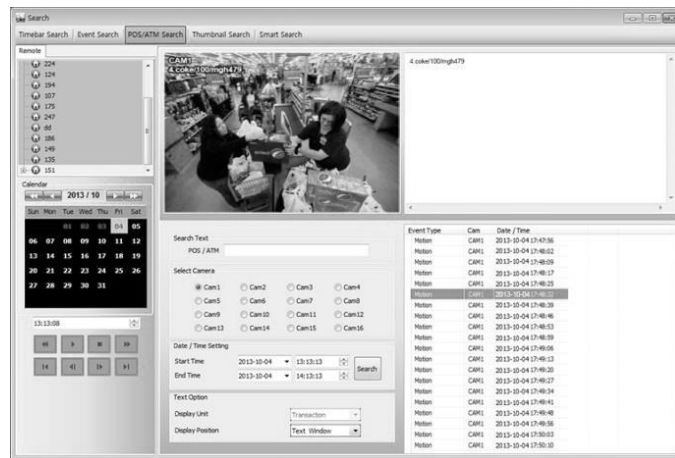 Search
Timebar Search Event Search POS/ATM Search Thumbnail Search Smart Search
Remote
224
124
194
107
175
247
dd
186
149
135
151
CAM1
4.coke/100/mgh479
4.coke/100/mgh479
Calendar
2013 / 10
Sun Mon Tue Wed Thu Fri Sat
01 02 03 04 05
06 07 08 09 10 11 12
13 14 15 16 17 18 19
20 21 22 23 24 25 26
27 28 29 30 31
13:13:08
Search Text
POS / ATM
Select Camera
Cam1 Cam2 Cam3 Cam4
Cam5 Cam6 Cam7 Cam8
Cam9 Cam10 Cam11 Cam12
Cam13 Cam14 Cam15 Cam16
Date / Time Setting
Start Time 2013-10-04 13:13:13
End Time 2013-10-04 14:13:13
Search
Text Option
Display Unit Transaction
Display Position Text Window
Event Type Cam Date / Time
Motion CAM1 2013-10-04 17:47:56
Motion CAM1 2013-10-04 17:48:02
Motion CAM1 2013-10-04 17:48:09
Motion CAM1 2013-10-04 17:48:17
Motion CAM1 2013-10-04 17:48:25
Motion CAM1 2013-10-04 17:48:32
Motion CAM1 2013-10-04 17:48:39
Motion CAM1 2013-10-04 17:48:46
Motion CAM1 2013-10-04 17:48:53
Motion CAM1 2013-10-04 17:48:59
Motion CAM1 2013-10-04 17:49:06
Motion CAM1 2013-10-04 17:49:13
Motion CAM1 2013-10-04 17:49:20
Motion CAM1 2013-10-04 17:49:27
Motion CAM1 2013-10-04 17:49:34
Motion CAM1 2013-10-04 17:49:41
Motion CAM1 2013-10-04 17:49:48
Motion CAM1 2013-10-04 17:49:56
Motion CAM1 2013-10-04 17:50:03
Motion CAM1 2013-10-04 17:50:10